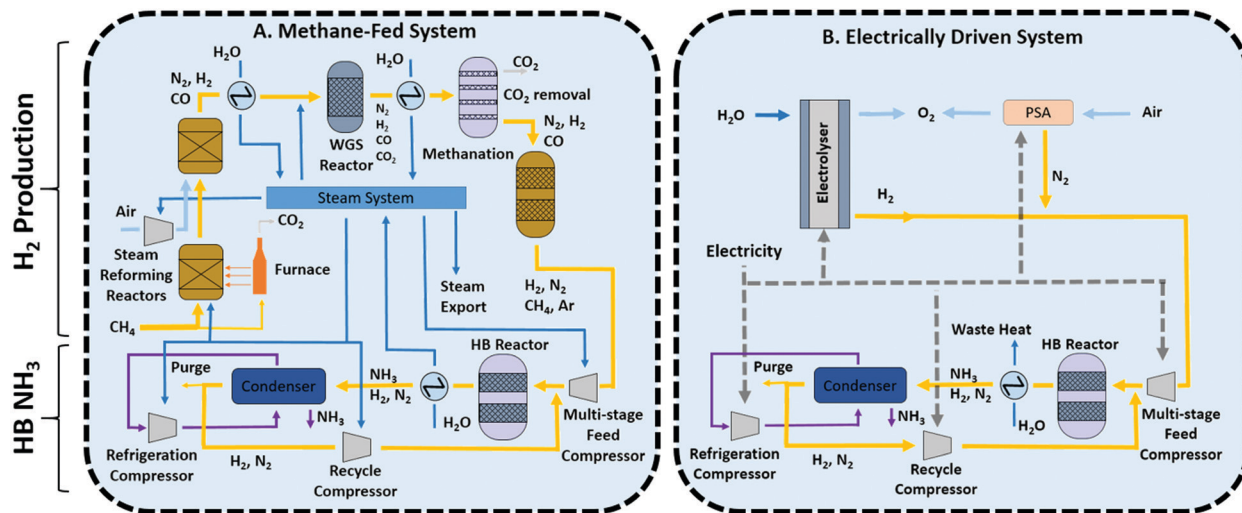 H₂ Production
HB NH₃
A. Methane-Fed System
H₂O
N₂, H₂
CO
H₂O
CO₂
CO₂ removal
N₂
H₂
CO
CO₂
WGS
Reactor
Methanation
N₂, H₂
CO
Steam System
Air
CO₂
Steam
Reforming
Reactors
Furnace
Steam
Export
H₂, N₂
CH₄, Ar
CH₄
HB Reactor
Purge
Condenser
NH₃
H₂, N₂
NH₃
H₂O
Multi-stage
Feed
Compressor
Refrigeration
Compressor
H₂, N₂
Recycle
Compressor
B. Electrically Driven System
H₂O
Electrolyser
O₂
PSA
Air
N₂
H₂
Electricity
Waste Heat
HB Reactor
Purge
Condenser
NH₃
H₂, N₂
NH₃
H₂O
Multi-stage
Feed
Compressor
Refrigeration
Compressor
H₂, N₂
Recycle
Compressor